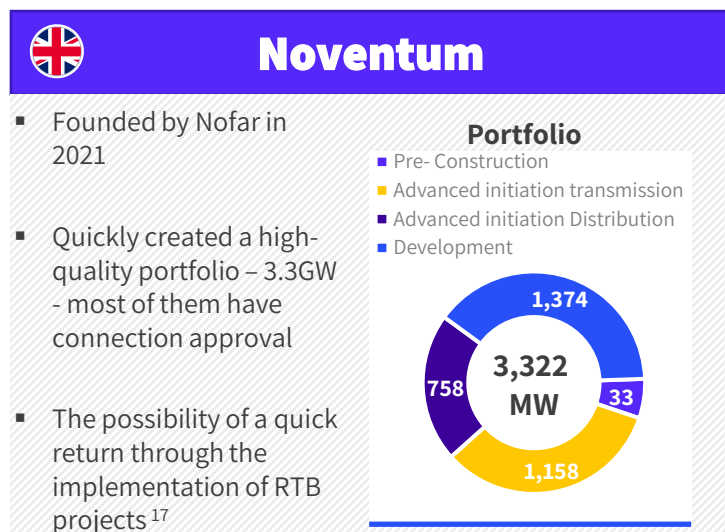 Noventum
▪ Founded by Nofar in
2021
▪ Quickly created a high-
quality portfolio – 3.3GW
- most of them have
connection approval
▪ The possibility of a quick
return through the
implementation of RTB
projects 17
Portfolio
Pre- Construction
Advanced initiation transmission
Advanced initiation Distribution
Development
1,374
3,322
MW
758
33
1,158